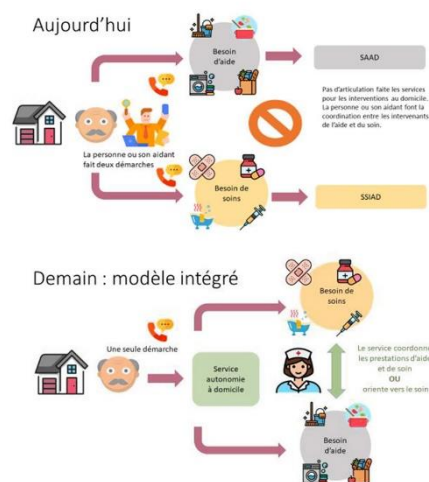 Aujourd'hui
Besoin
d'aide
SAAD
Pas d'articulation faite les services
pour les interventions au domicile.
La personne ou son aidant font la
coordination entre les intervenants
de l'aide et du soin.
La personne ou son aidant
fait deux démarches
Besoin de
soins
SSIAD
Demain : modèle intégré
Besoin de
soins
Une seule démarche
Service
autonomie
à domicile
Le service coordonne
les prestations d'aide
et de soin
OU
oriente vers le soin
Besoin
d'aide